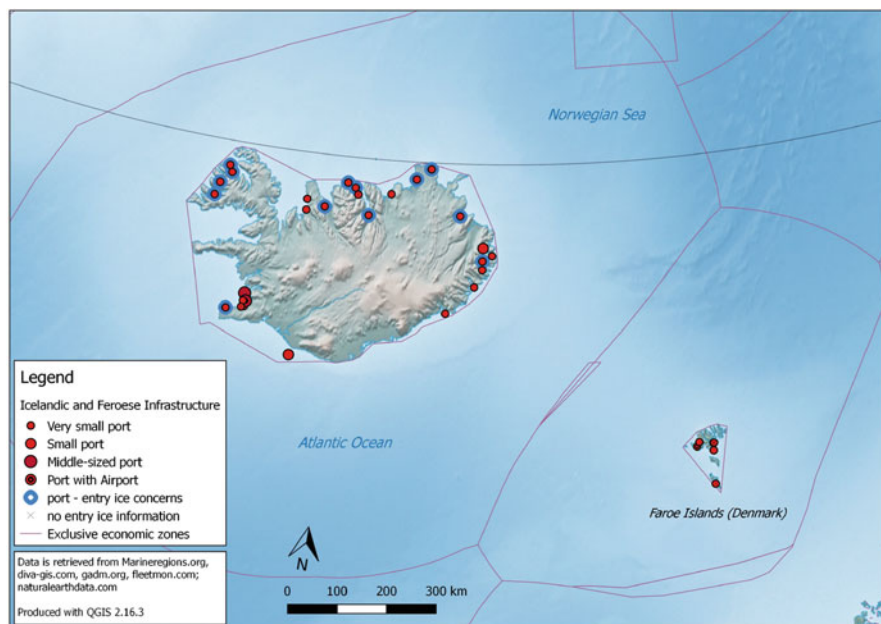 Norwegian Sea
Legend
Icelandic and Feroese Infrastructure
Very small port
Small port
Middle-sized port
Port with Airport
port - entry ice concerns
no entry ice information
Exclusive economic zones
Atlantic Ocean
Faroe Islands (Denmark)
N
0 100 200 300 km
Data is retrieved from Marineregions.org,
diva-gis.com, gadm.org, fleetmon.com;
naturalearthdata.com
Produced with QGIS 2.16.3